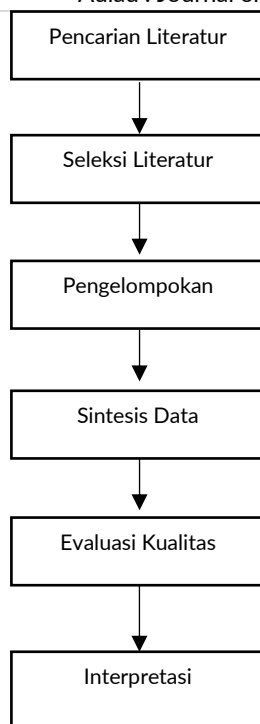 Pencarian Literatur
Seleksi Literatur
Pengelompokan
Sintesis Data
Evaluasi Kualitas
Interpretasi